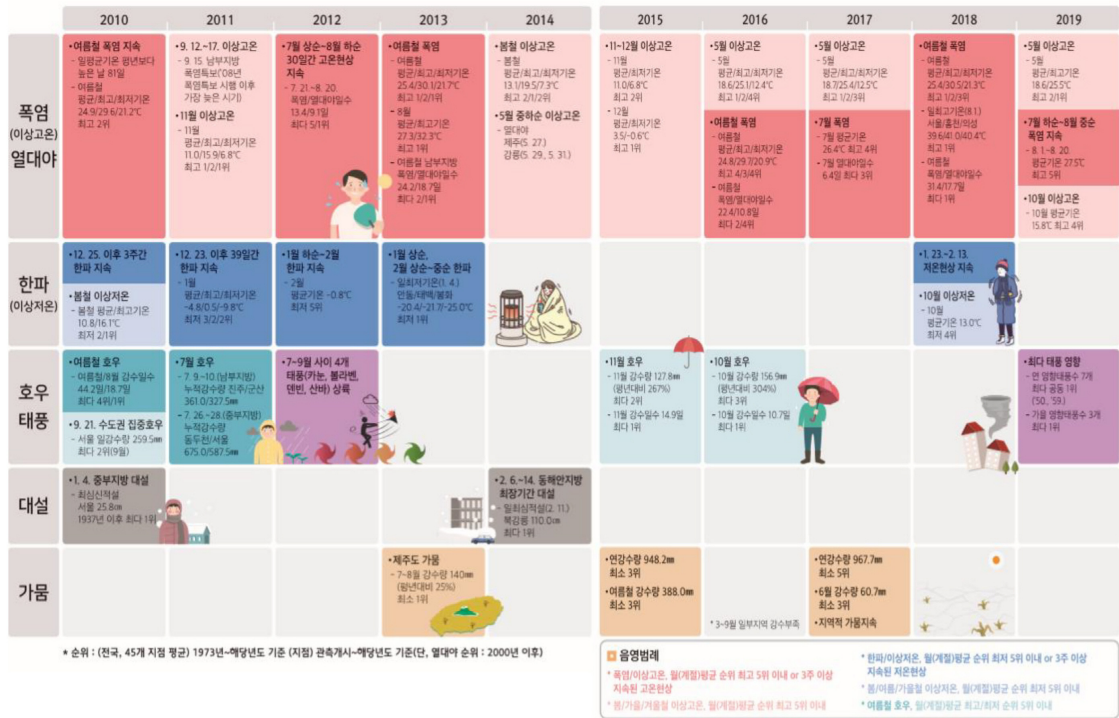 2010
2011
2012
2013
2014
2015
2016
2017
2018
2019
폭염
(이상고온)
열대야
•여름철 폭염 지속
- 일평균기온 평년보다
높은 날 81일
- 여름철
평균/최고/최저기온
24.9/29.6/21.2℃
최고 2위
•9. 12.~17. 이상고온
- 9. 15. 남부지방
폭염특보('08년
폭염특보 시행 이후
가장 늦은 시기)
•11월 이상고온
- 11월
평균/최고/최저기온
11.0/15.9/6.8℃
최고 1/2/1위
•7월 상순~8월 하순
30일간 고온현상
지속
- 7. 21.~8. 20.
폭염/열대야일수
13.4/9.1일
최다 5/1위
•여름철 폭염
- 여름철
평균/최고/최저기온
25.4/30.1/21.7℃
최고 1/2/1위
- 8월
평균/최고기온
27.3/32.3℃
최고 1위
- 여름철 남부지방
폭염/열대야일수
24.2/18.7일
최다 2/1위
•봄철 이상고온
- 봄철
평균/최고/최저기온
13.1/19.5/7.3℃
최고 2/1/2위
•5월 중하순 이상고온
- 열대야
제주(5. 27.)
강릉(5. 29., 5. 31.)
•11~12월 이상고온
- 11월
평균/최저기온
11.0/6.8℃
최고 2위
- 12월
평균/최저기온
3.5/-0.6℃
최고 1위
•5월 이상고온
- 5월
평균/최고/최저기온
18.6/25.1/12.4℃
최고 1/2/4위
•여름철 폭염
- 여름철
평균/최고/최저기온
24.8/29.7/20.9℃
최고 4/3/4위
- 여름철
폭염/열대야일수
22.4/10.8일
최다 2/4위
•5월 이상고온
- 5월
평균/최고/최저기온
18.7/25.4/12.5℃
최고 1/2/3위
•7월 폭염
- 7월 평균기온
26.4℃ 최고 4위
- 7월 열대야일수
6.4일 최다 3위
•여름철 폭염
- 여름철
평균/최고/최저기온
25.4/30.5/21.3℃
최고 1/2/3위
- 일최고기온(8.1.)
서울/홍천/의성
39.6/41.0/40.4℃
최고 1위
- 여름철
폭염/열대야일수
31.4/17.7일
최다 1위
•5월 이상고온
- 5월
평균/최고기온
18.6/25.5℃
최고 2/1위
•7월 하순~8월 중순
폭염 지속
- 8. 1.~8. 20.
평균기온 27.5℃
최고 5위
•10월 이상고온
- 10월 평균기온
15.8℃ 최고 4위
한파
(이상저온)
•12. 25. 이후 3주간
한파 지속
•봄철 이상저온
- 봄철 평균/최고기온
10.8/16.1℃
최저 2/1위
•12. 23. 이후 39일간
한파 지속
- 1월
평균/최고/최저기온
-4.8/0.5/-9.8℃
최저 3/2/2위
•1월 하순~2월
한파 지속
- 2월
평균기온 -0.8℃
최저 5위
•1월 상순,
2월 상순~중순 한파
- 일최저기온(1. 4.)
안동/태백/봉화
-20.4/-21.7/-25.0℃
최저 1위
•1. 23~2. 13.
저온현상 지속
•10월 이상저온
- 10월
평균기온 13.0℃
최저 4위
호우
태풍
•여름철 호우
- 여름철/8월 강수일수
44.2일/18.7일
최다 4위/1위
•9. 21. 수도권 집중호우
- 서울 일강수량 259.5㎜
최다 2위(9월)
•7월 호우
- 7. 9.~10.(남부지방)
누적강수량 진주/군산
361.0/327.5㎜
- 7. 26.~28.(중부지방)
누적강수량
동두천/서울
675.0/587.5㎜
•7~9월 사이 4개
태풍(카눈, 볼라벤,
덴빈, 산바) 상륙
•11월 호우
- 11월 강수량 127.8㎜
(평년대비 267%)
최다 2위
- 11월 강수일수 14.9일
최다 1위
•10월 호우
- 10월 강수량 156.9㎜
(평년대비 304%)
최다 3위
- 10월 강수일수 10.7일
최다 1위
•최다 태풍 영향
- 연 영향태풍수 7개
최다 공동 1위
('50., '59.)
- 가을 영향태풍수 3개
최다 1위
대설
•1. 4. 중부지방 대설
- 최심신적설
서울 25.8㎝
1937년 이후 최다 1위
•2. 6.~14. 동해안지방
최장기간 대설
- 일최심적설(2. 11.)
북강릉 110.0㎝
최다 1위
가뭄
•제주도 가뭄
- 7~8월 강수량 140㎜
(평년대비 25%)
최소 1위
•연강수량 948.2㎜
최소 3위
•여름철 강수량 388.0㎜
최소 3위
* 3~9월 일부지역 강수부족
•연강수량 967.7㎜
최소 5위
•6월 강수량 60.7㎜
최소 3위
•지역적 가뭄지속
* 순위 : (전국, 45개 지점 평균) 1973년~해당년도 기준 (지점) 관측개시~해당년도 기준(단, 열대야 순위 : 2000년 이후)
음영범례
* 폭염/이상고온, 월(계절)평균 순위 최고 5위 이내 or 3주 이상
지속된 고온현상
* 봄/가을/겨울철 이상고온, 월(계절)평균 순위 최고 5위 이내
* 한파/이상저온, 월(계절)평균 순위 최저 5위 이내 or 3주 이상
지속된 저온현상
* 봄/여름/가을철 이상저온, 월(계절)평균 순위 최저 5위 이내
* 여름철 호우, 월(계절)평균 최고/최저 순위 5위 이내